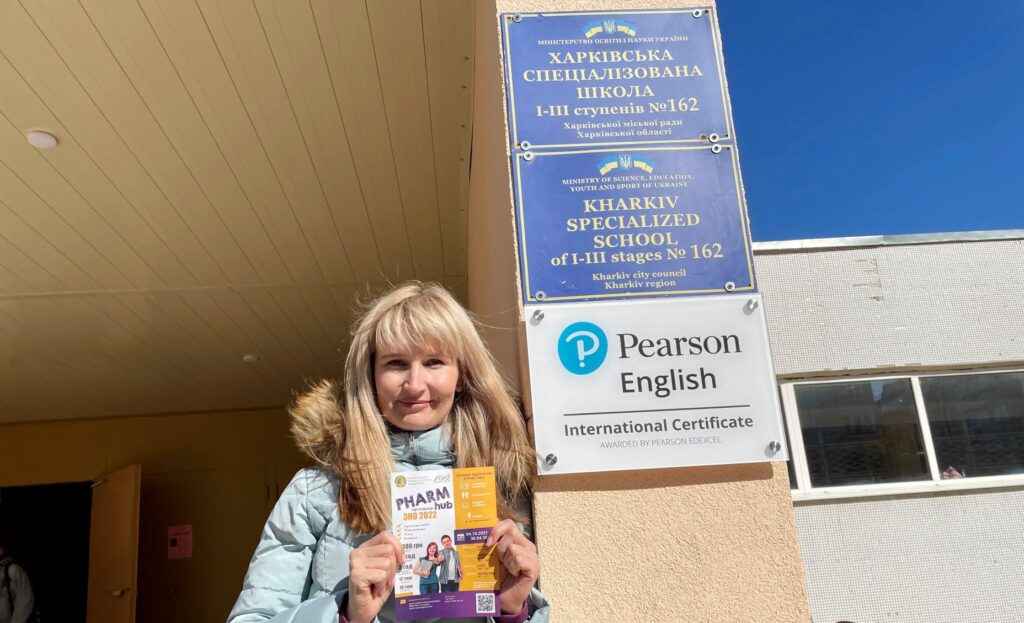 МІНІСТЕРСТВО ОСВІТИ І НАУКИ УКРАЇНИ
ХАРКІВСЬКА
СПЕЦІАЛІЗОВАНА
ШКОЛА
І-ІІІ ступенів №162
Харківської міської ради
Харківської області
MINISTRY OF SCIENCE, EDUCATION,
YOUTH AND SPORT OF UKRAINE
KHARKIV
SPECIALIZED
SCHOOL
of I-III stages № 162
Kharkiv city council
Kharkiv region
Pearson
English
International Certificate
AWARDED BY PEARSON EDEXCEL
PHARM
hub
ЗНО 2022